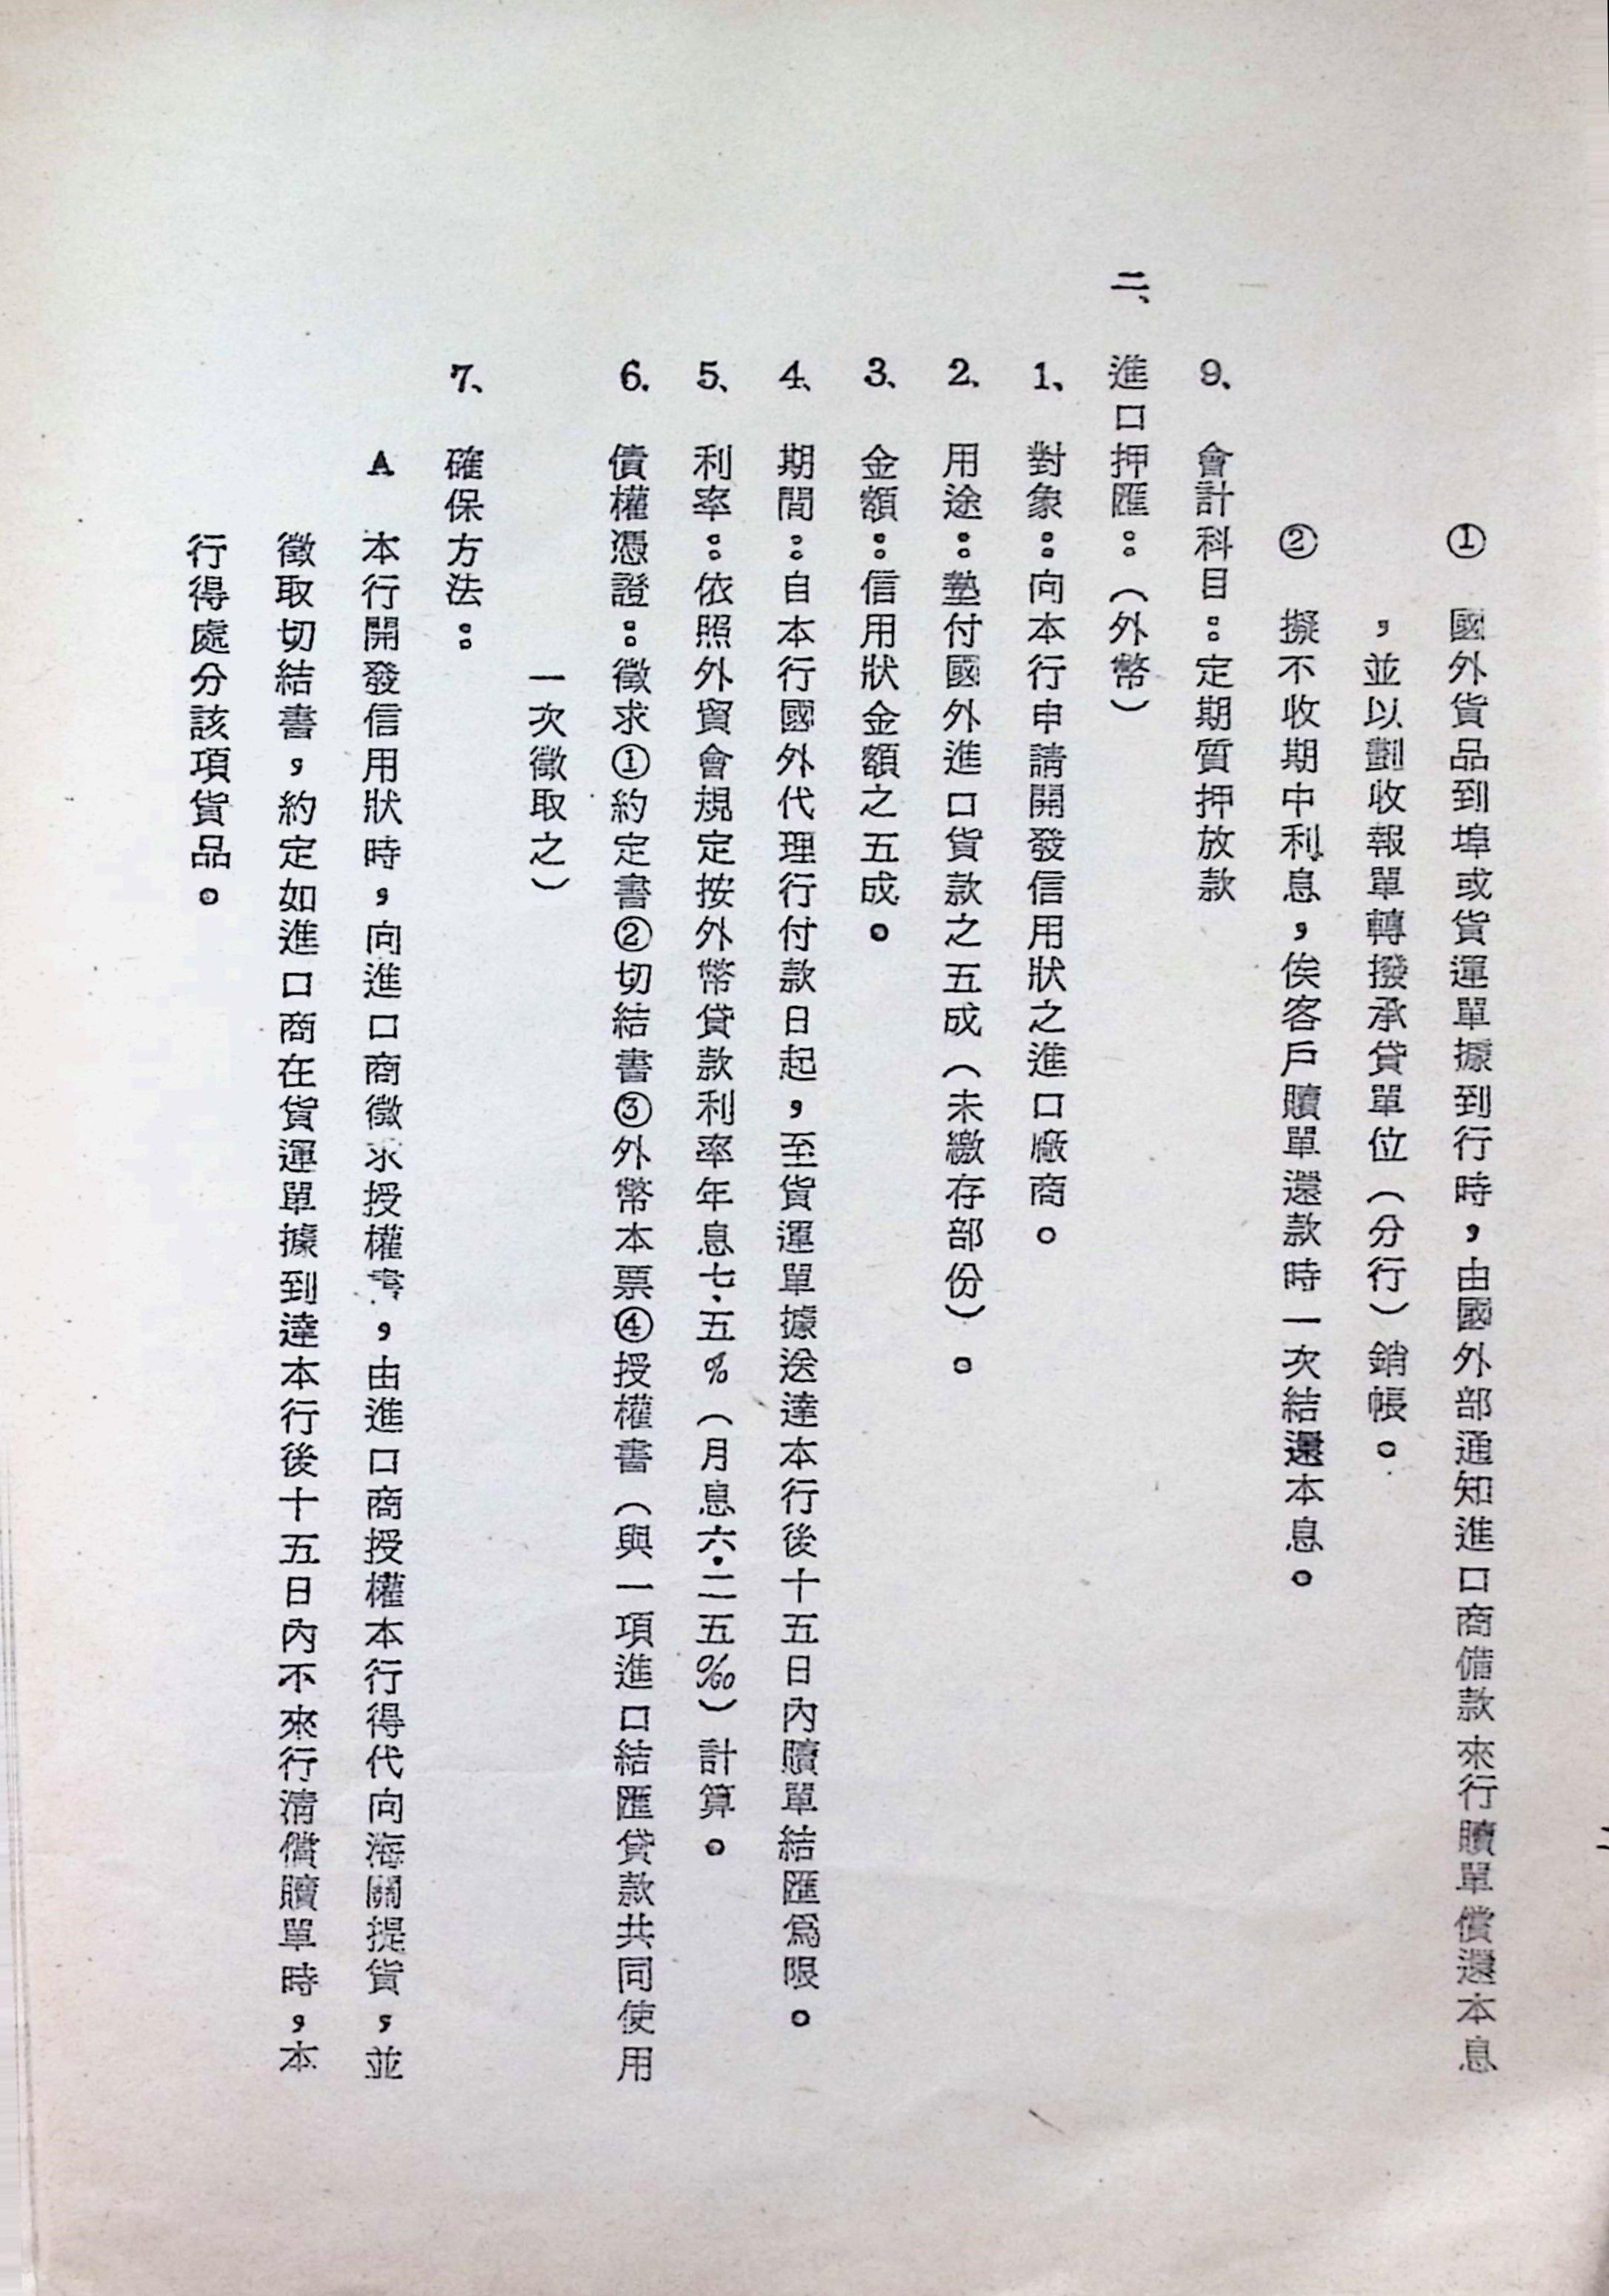 ① 國外貨品到埠或貨運單據到行時，由國外部通知進口商備款來行贖單償還本息
，並以劃收報單轉撥承貸單位（分行）銷帳。
② 擬不收期中利息，俟客戶贖單還款時一次結還本息。
9、會計科目：定期質押放款
二、進口押匯：（外幣）
1、對象：向本行申請開發信用狀之進口廠商。
2、用途：墊付國外進口貨款之五成（未繳存部份）。
3、金額：信用狀金額之五成。
4、期間：自本行國外代理行付款日起，至貨運單據送達本行後十五日內贖單結匯爲限。
5、利率：依照外貿會規定按外幣貸款利率年息七．五％（月息六．二五‰）計算。
6、債權憑證：徵求①約定書②切結書③外幣本票④授權書（與一項進口結匯貸款共同使用
一次徵取之）
7、確保方法：
A 本行開發信用狀時，向進口商徵求授權書，由進口商授權本行得代向海關提貨，並
徵取切結書，約定如進口商在貨運單據到達本行後十五日內不來行清償贖單時，本
行得處分該項貨品。